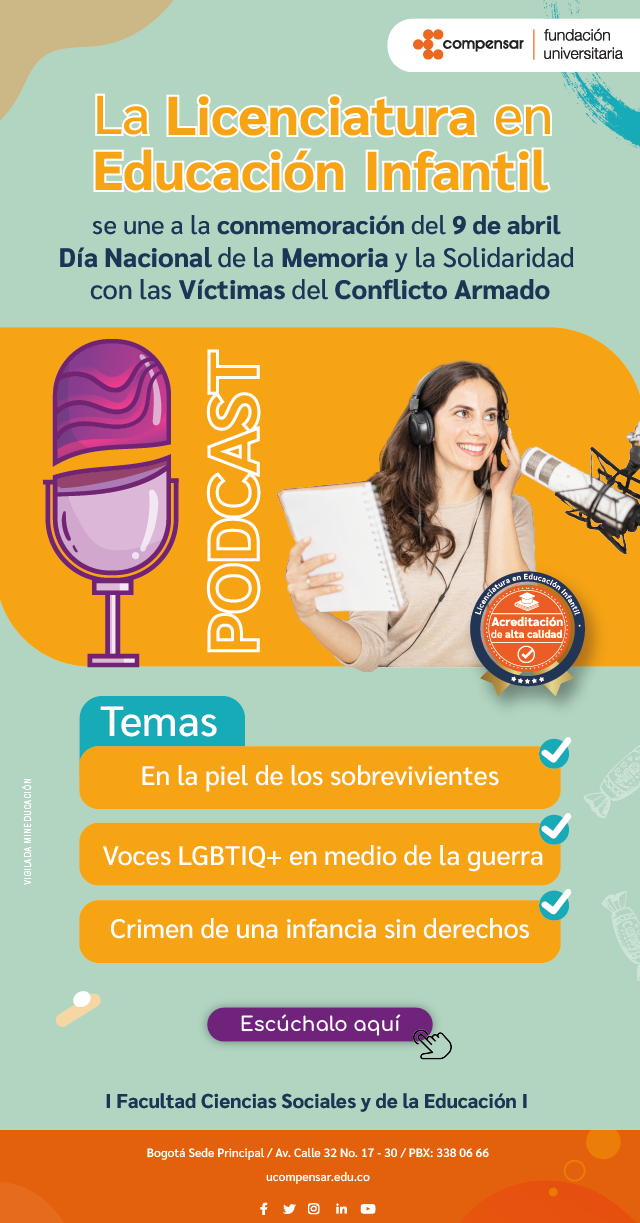 compensar
fundación
universitaria
La Licenciatura en
Educación Infantil
se une a la conmemoración del 9 de abril
Día Nacional de la Memoria y la Solidaridad
con las Víctimas del Conflicto Armado
PODCAST
Licenciatura en Educación Infantil
Acreditación
de alta calidad
Temas
En la piel de los sobrevivientes
Voces LGBTIQ+ en medio de la guerra
Crimen de una infancia sin derechos
VIGILADA MINEDUCACIÓN
Escúchalo aquí
I Facultad Ciencias Sociales y de la Educación I
Bogotá Sede Principal / Av. Calle 32 No. 17 - 30 / PBX: 338 06 66
ucompensar.edu.co